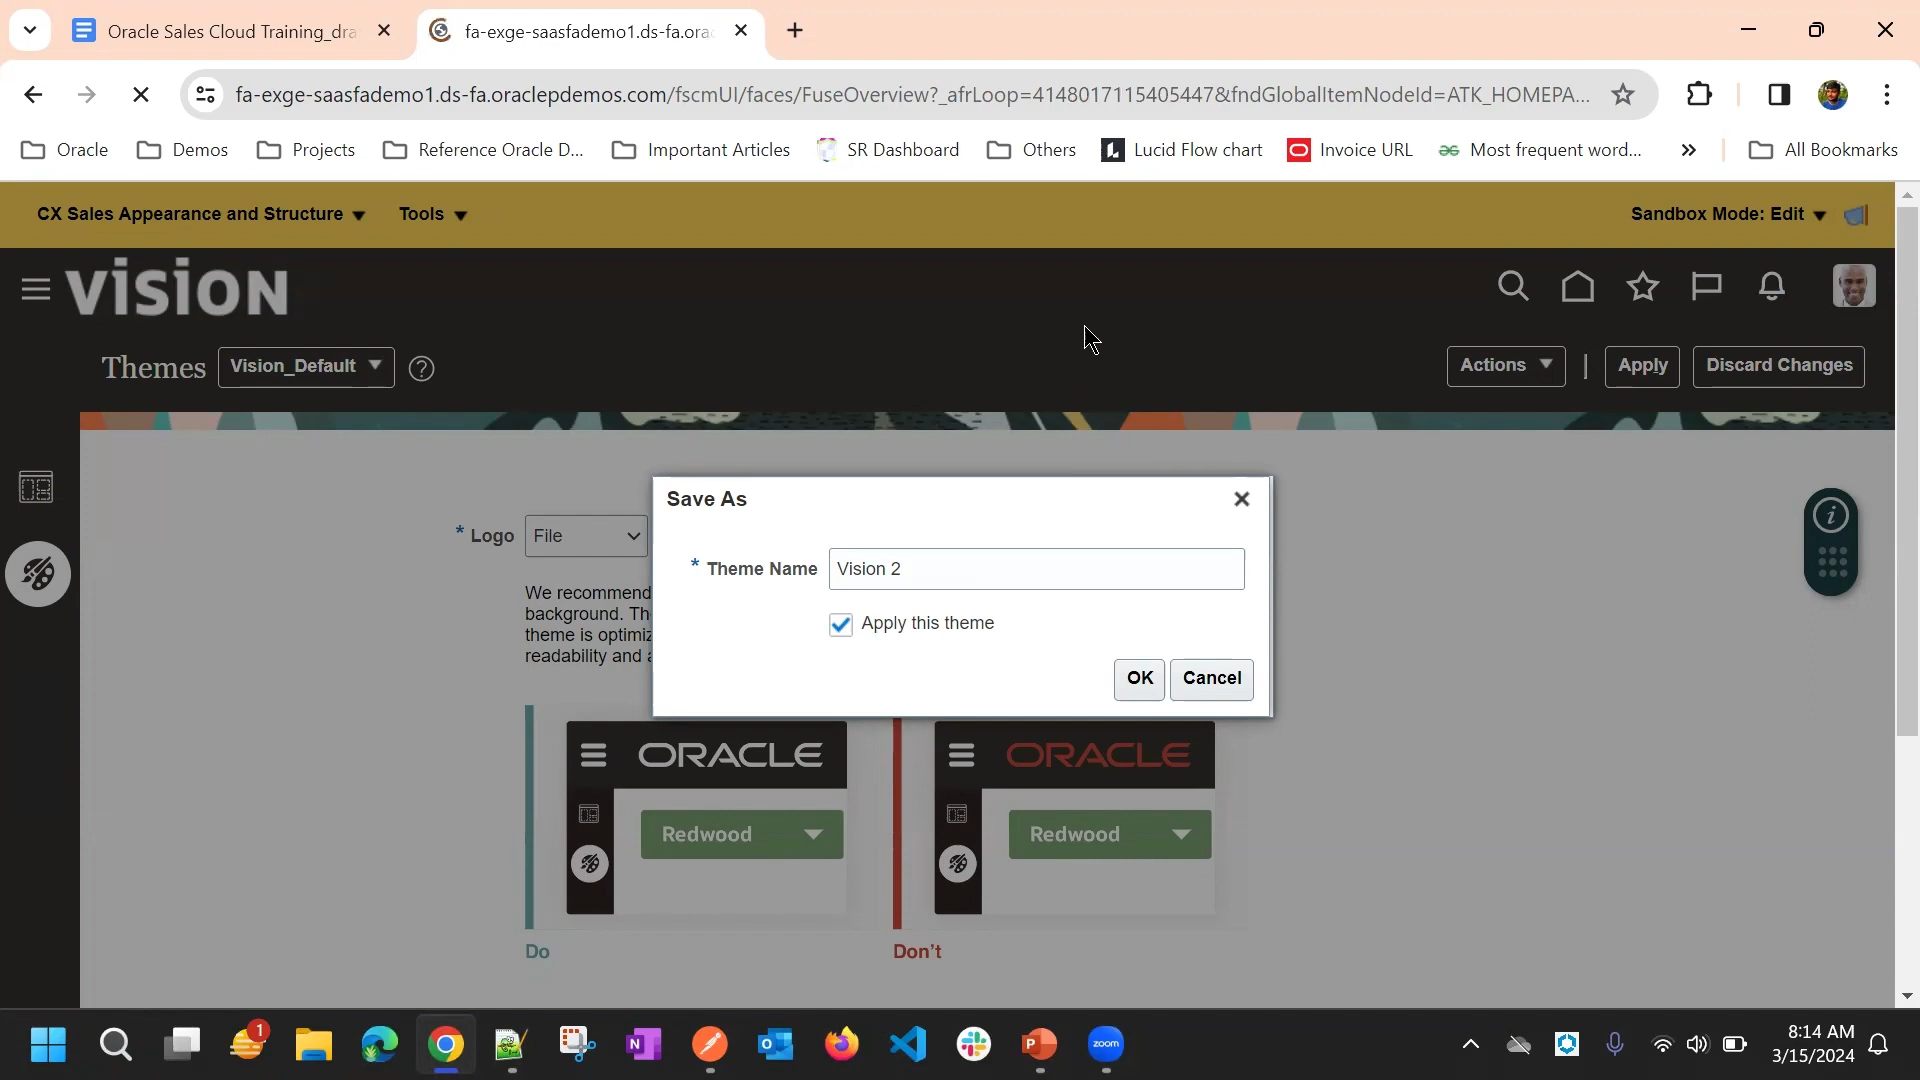 Oracle Sales Cloud Training_dra
fa-exge-saasfademo1.ds-fa.orac
fa-exge-saasfademo1.ds-fa.oraclepdemos.com/fscmUI/faces/FuseOverview?_afrLoop=4148017115405447&fndGlobalItemNodeId=ATK_HOMEPA...
Oracle Demos Projects Reference Oracle D... Important Articles SR Dashboard Others Lucid Flow chart Invoice URL Most frequent word... » All Bookmarks
CX Sales Appearance and Structure Tools Sandbox Mode: Edit
VISION
Themes Vision_Default Actions Apply Discard Changes
Save As
* Logo File
* Theme Name Vision 2
We recommend
background. Th
theme is optimiz
readability and a
Apply this theme
OK Cancel
ORACLE ORACLE
Redwood Redwood
Do Don't
1
zoom
8:14 AM
3/15/2024